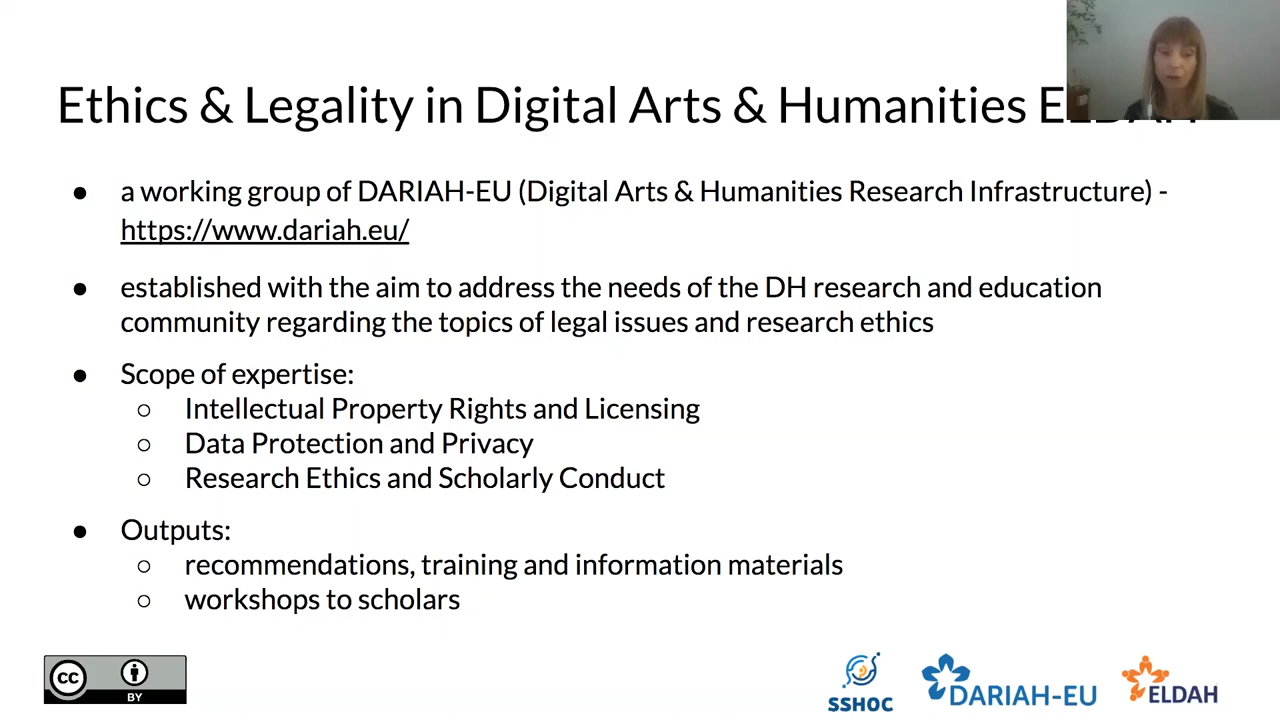 Ethics & Legality in Digital Arts & Humanities
● a working group of DARIAH-EU (Digital Arts & Humanities Research Infrastructure) -
https://www.dariah.eu/
● established with the aim to address the needs of the DH research and education
community regarding the topics of legal issues and research ethics
● Scope of expertise:
○ Intellectual Property Rights and Licensing
○ Data Protection and Privacy
○ Research Ethics and Scholarly Conduct
● Outputs:
○ recommendations, training and information materials
○ workshops to scholars
CC
BY
SSHOC
DARIAH-EU
ELDAH